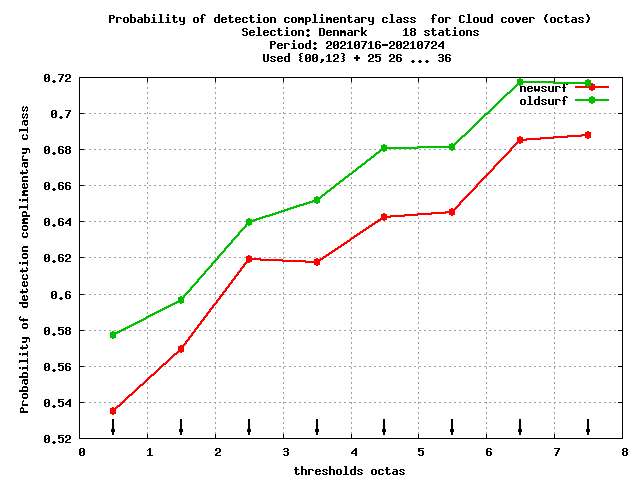 Probability of detection complimentary class  for Cloud cover (octas)
Selection: Denmark     18 stations
Period: 20210716-20210724
Used {00,12} + 25 26 ... 36
0.72
0.7
0.68
0.66
0.64
0.62
0.6
0.58
0.56
0.54
0.52
Probability of detection complimentary class
newsurf
oldsurf
0 1 2 3 4 5 6 7 8
thresholds octas